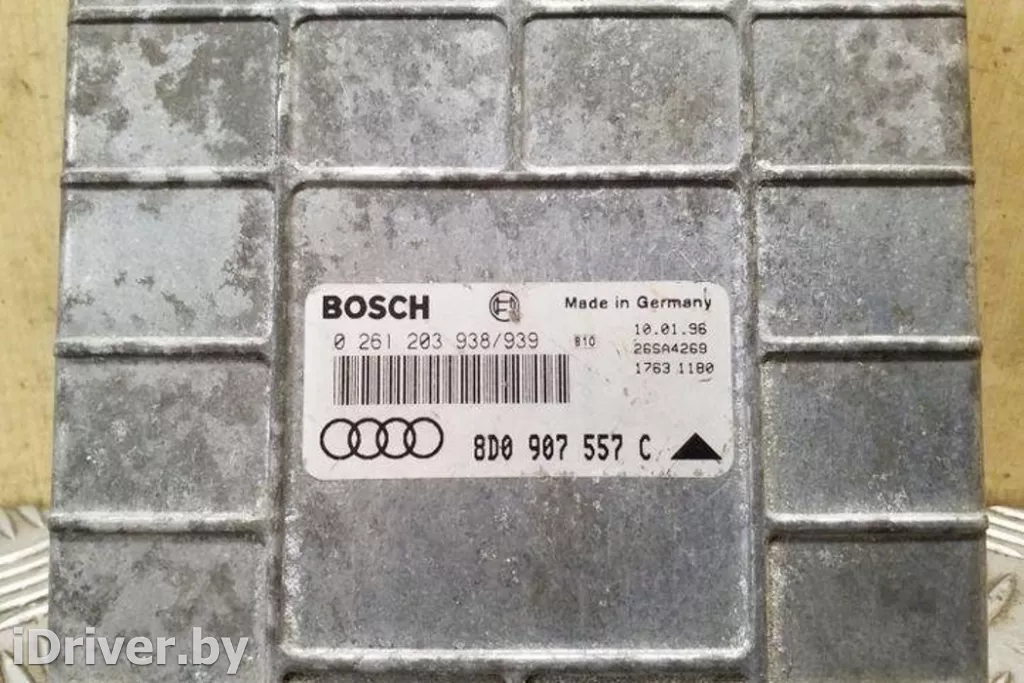 BOSCH
Made in Germany
0 261 203 938/939
B10
10.01.96
26SA4269
1763 1180
8D0 907 557 C
iDriver.by